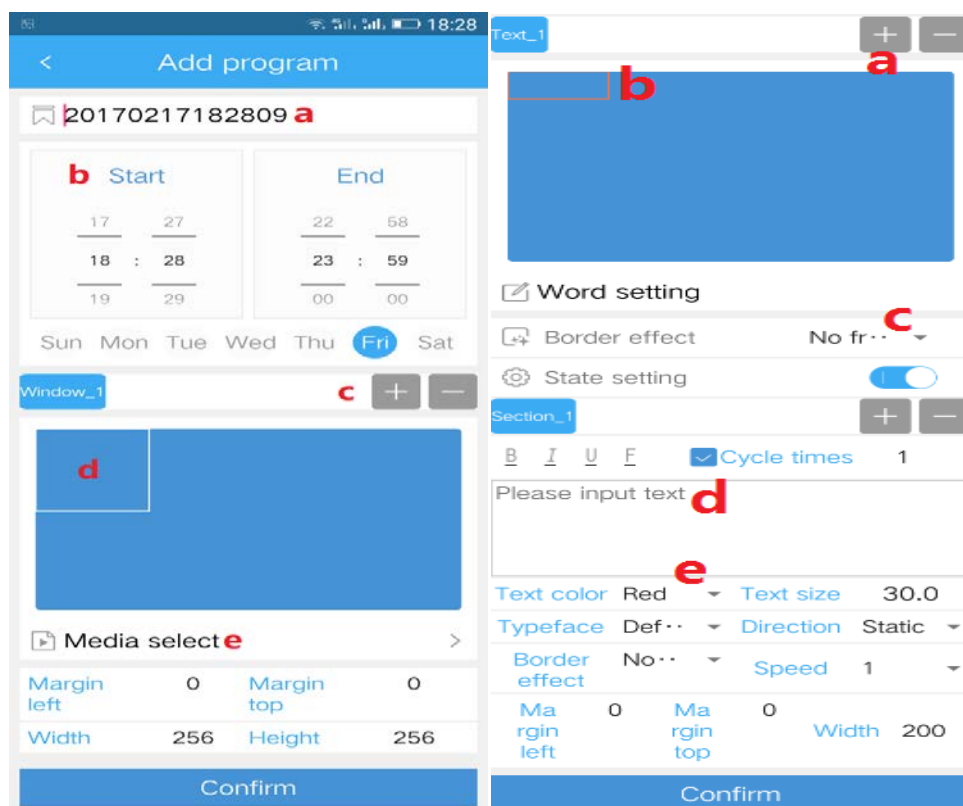 18:28
< Add program
20170217182809 a
b Start End
17 27 22 58
18 : 28 23 : 59
19 29 00 00
Sun Mon Tue Wed Thu Fri Sat
Window_1 c + −
d
Media select e >
Margin left 0 Margin top 0
Width 256 Height 256
Confirm
Text_1 + −
a
b
Word setting
c
Border effect No fr··
State setting
Section_1 + −
B I U F Cycle times 1
Please input text d
e
Text color Red Text size 30.0
Typeface Def·· Direction Static
Border effect No·· Speed 1
Ma rgin left 0 Ma rgin top 0 Width 200
Confirm